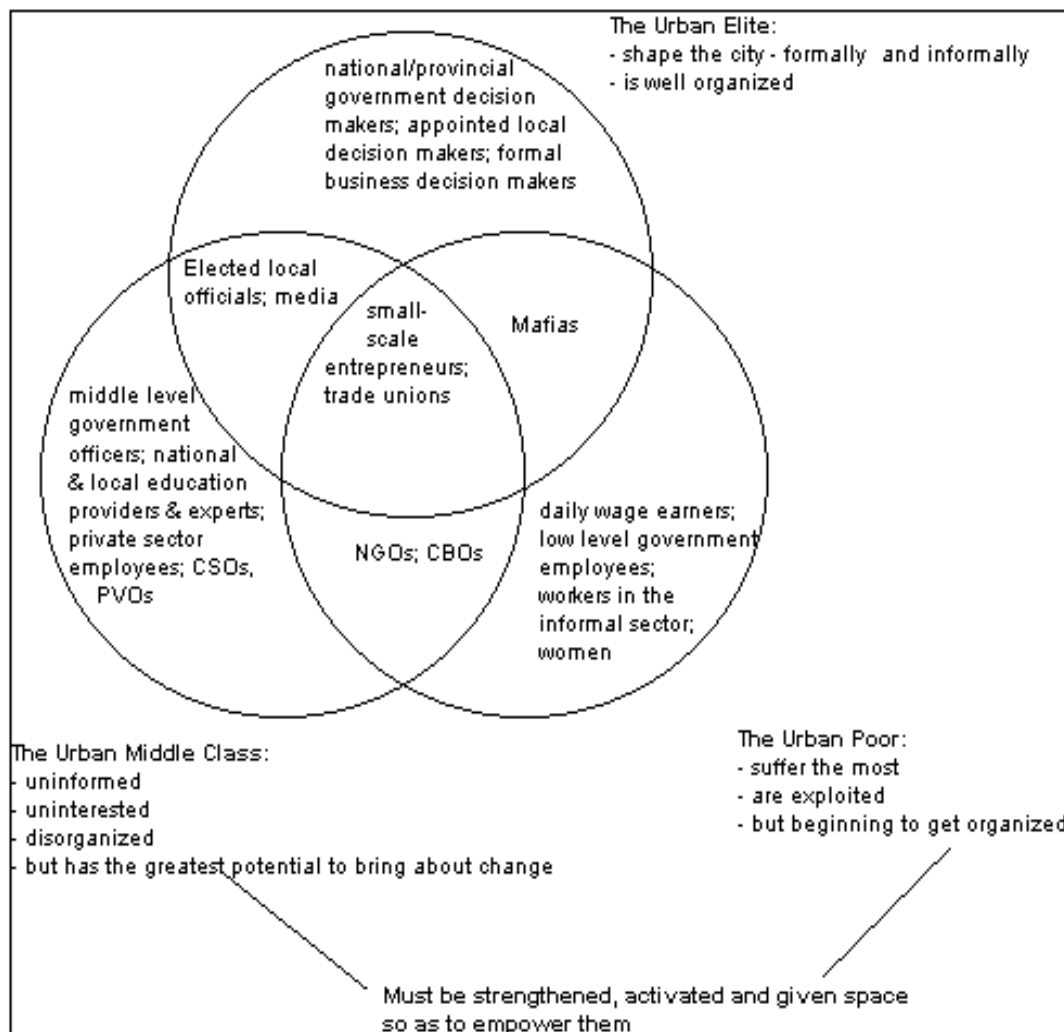 The Urban Elite:
- shape the city - formally and informally
- is well organized
national/provincial
government decision
makers; appointed local
decision makers; formal
business decision makers
Elected local
officials; media
small-
scale
entrepreneurs;
trade unions
Mafias
middle level
government
officers; national
& local education
providers & experts;
private sector
employees; CSOs,
PVOs
NGOs; CBOs
daily wage earners;
low level government
employees;
workers in the
informal sector;
women
The Urban Middle Class:
- uninformed
- uninterested
- disorganized
- but has the greatest potential to bring about change
The Urban Poor:
- suffer the most
- are exploited
- but beginning to get organized
Must be strengthened, activated and given space
so as to empower them